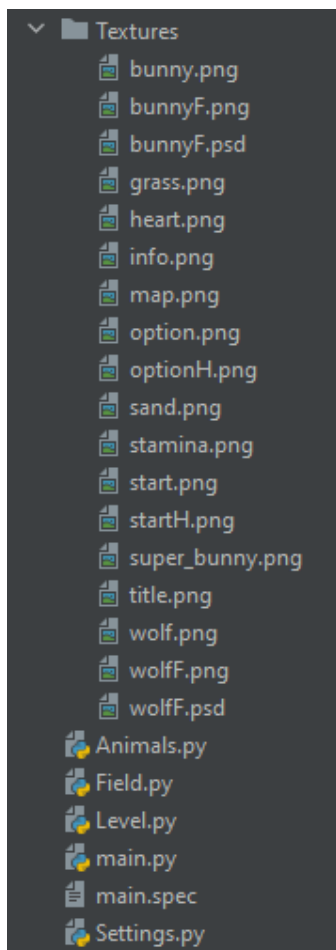 Textures
bunny.png
bunnyF.png
bunnyF.psd
grass.png
heart.png
info.png
map.png
option.png
optionH.png
sand.png
stamina.png
start.png
startH.png
super_bunny.png
title.png
wolf.png
wolfF.png
wolfF.psd
Animals.py
Field.py
Level.py
main.py
main.spec
Settings.py